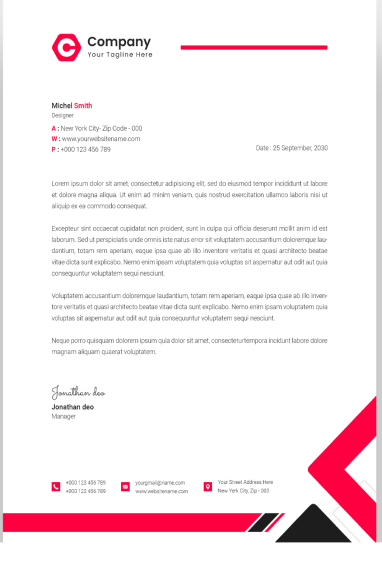 Company
Your Tagline Here
Michel Smith
Designer
A : New York City- Zip Code - 000
W : www.yourwebsitename.com
P : +000 123 456 789
Date : 25 September, 2030
Lorem ipsum dolor sit amet, consectetur adipisicing elit, sed do eiusmod tempor incididunt ut labore
et dolore magna aliqua. Ut enim ad minim veniam, quis nostrud exercitation ullamco laboris nisi ut
aliquip ex ea commodo consequat.
Excepteur sint occaecat cupidatat non proident, sunt in culpa qui officia deserunt mollit anim id est
laborum. Sed ut perspiciatis unde omnis iste natus error sit voluptatem accusantium doloremque lau-
dantium, totam rem aperiam, eaque ipsa quae ab illo inventore veritatis et quasi architecto beatae
vitae dicta sunt explicabo. Nemo enim ipsam voluptatem quia voluptas sit aspernatur aut odit aut quia
consequuntur voluptatem sequi nesciunt.
Voluptatem accusantium doloremque laudantium, totam rem aperiam, eaque ipsa quae ab illo inven-
tore veritatis et quasi architecto beatae vitae dicta sunt explicabo. Nemo enim ipsam voluptatem quia
voluptas sit aspernatur aut odit aut quia consequuntur voluptatem sequi nesciunt.
Neque porro quisquam dolorem ipsum quia dolor sit amet, consecteturtempora incidunt labore dolore
magnam aliquam quaerat voluptatem.
Jonathan deo
Jonathan deo
Manager
+000 123 456 789
+000 123 456 789
yourgmail@name.com
www.websitename.com
Your Street Address Here
New York City, Zip - 000